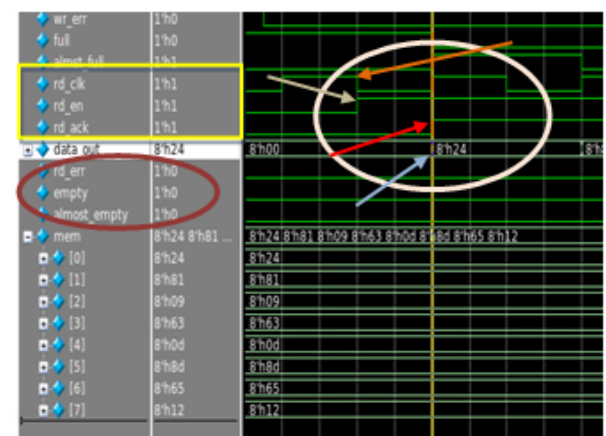 wr_err 1'h0
full 1'h0
almst_full 1'h1
rd_clk 1'h1
rd_en 1'h1
rd_ack 1'h1
data out 8'h24 8'h00 8'h24
rd_err 1'h0
empty 1'h0
almost_empty 1'h0
mem 8'h24 8'h81 ... 8'h24 8'h81 8'h09 8'h63 8'h0d 8'h8d 8'h65 8'h12
[0] 8'h24 8'h24
[1] 8'h81 8'h81
[2] 8'h09 8'h09
[3] 8'h63 8'h63
[4] 8'h0d 8'h0d
[5] 8'h8d 8'h8d
[6] 8'h65 8'h65
[7] 8'h12 8'h12